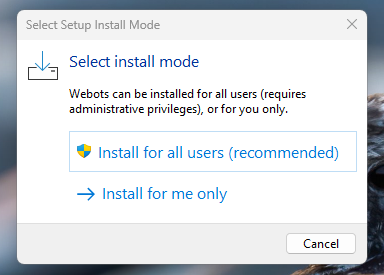 Select Setup Install Mode
Select install mode
Webots can be installed for all users (requires
administrative privileges), or for you only.
Install for all users (recommended)
Install for me only
Cancel